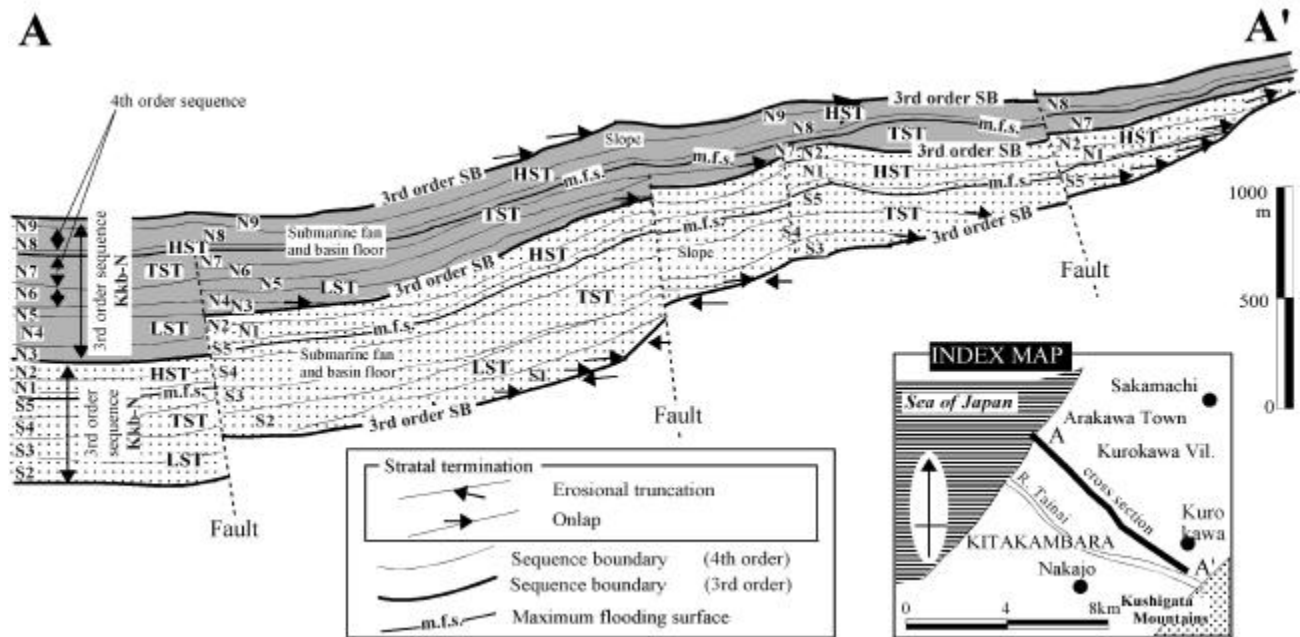 A
A'
4th order sequence
3rd order SB
N9
HST
N8
m.f.s.
TST
N8
N7
Slope
HST
m.f.s.
TST
3rd order SB
N7
N2
N1
S5
S4
S3
HST
m.f.s.
TST
3rd order SB
N2
N1
S5
HST
3rd order SB
N9
N8
N7
N6
N5
N4
N3
N2
N1
S5
S4
S3
S2
3rd order sequence
Kkb-N
HST
TST
LST
3rd order
sequence
Kkb-N
HST
m.f.s.
TST
LST
3rd order SB
N9
N8
N7
N6
N5
N4
N3
Submarine fan
and basin floor
HST
m.f.s.
TST
LST
3rd order SB
N2
N1
S5
S4
S3
S2
S1
m.f.s.
HST
Submarine fan
and basin floor
TST
LST
Slope
m.f.s.
3rd order SB
Fault
Fault
Fault
1000
m
500
0
Stratal termination
Erosional truncation
Onlap
Sequence boundary (4th order)
Sequence boundary (3rd order)
m.f.s. Maximum flooding surface
INDEX MAP
Sea of Japan
Sakamachi
Arakawa Town
A
Kurokawa Vil.
cross section
R. Tainai
Kuro
kawa
KITAKAMBARA
Nakajo
A'
0 4 8km
Kushigata
Mountains